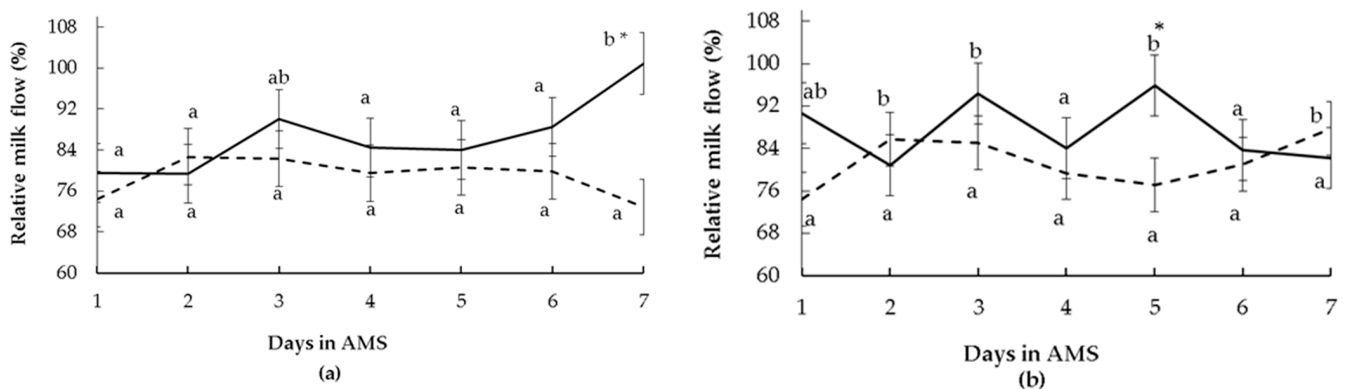 108
100
92
84
76
68
60
Relative milk flow (%)
a
a
ab
a
a
a
b *
a
a
a
a
a
a
a
1 2 3 4 5 6 7
Days in AMS
(a)
108
100
92
84
76
68
60
Relative milk flow (%)
ab
b
b
a
b*
a
b
a
a
a
a
a
a
a
1 2 3 4 5 6 7
Days in AMS
(b)